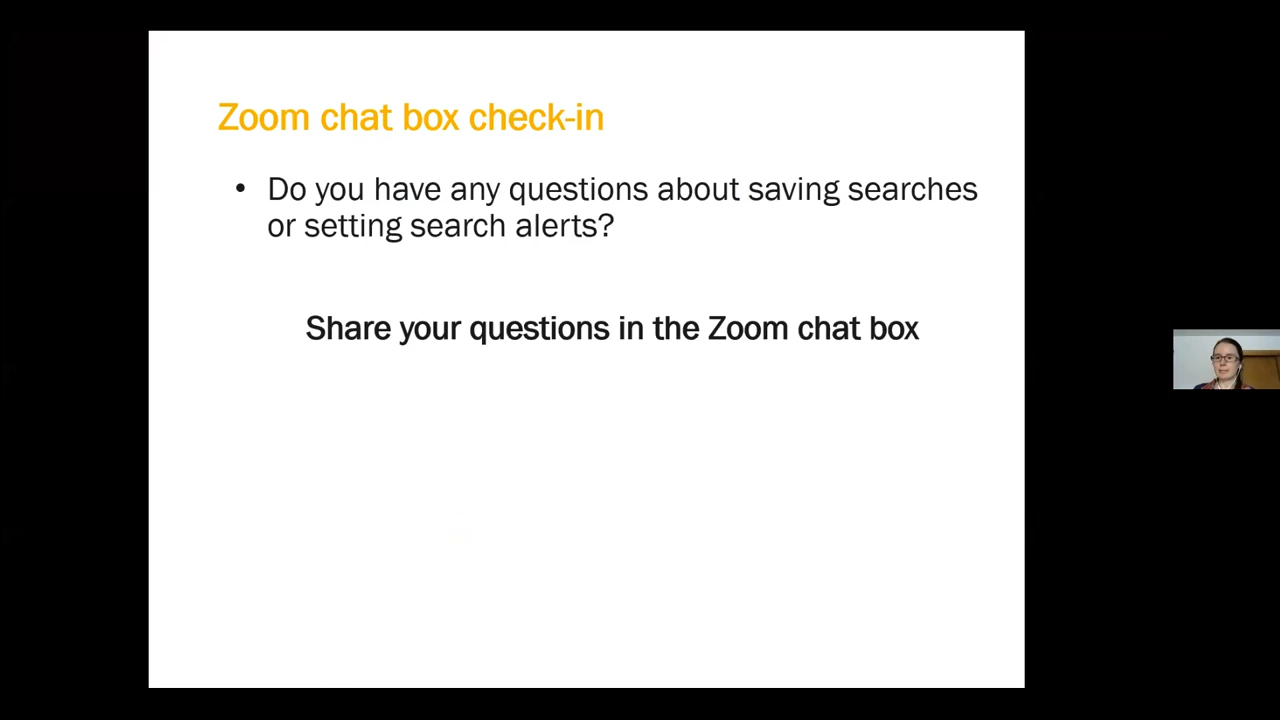 Zoom chat box check-in
• Do you have any questions about saving searches
or setting search alerts?
Share your questions in the Zoom chat box